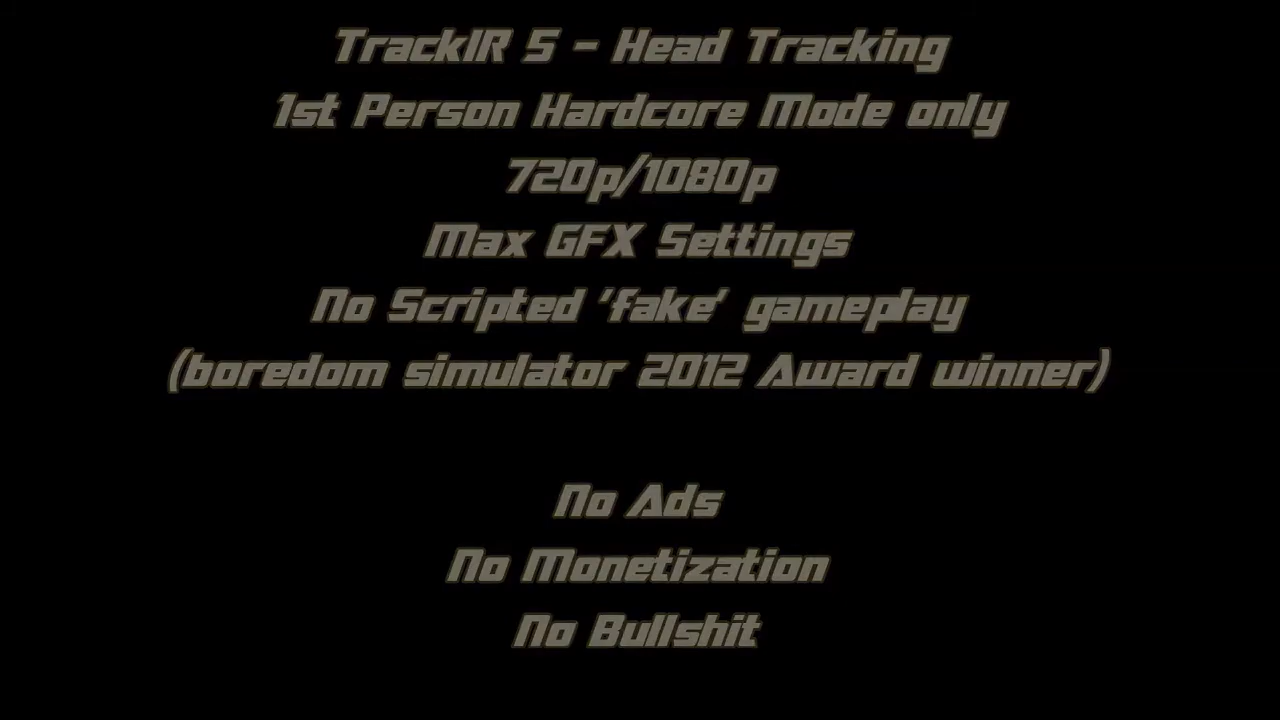 TrackIR 5 - Head Tracking
1st Person Hardcore Mode only
720p/1080p
Max GFX Settings
No Scripted 'fake' gameplay
(boredom simulator 2012 Award winner)
No Ads
No Monetization
No Bullshit